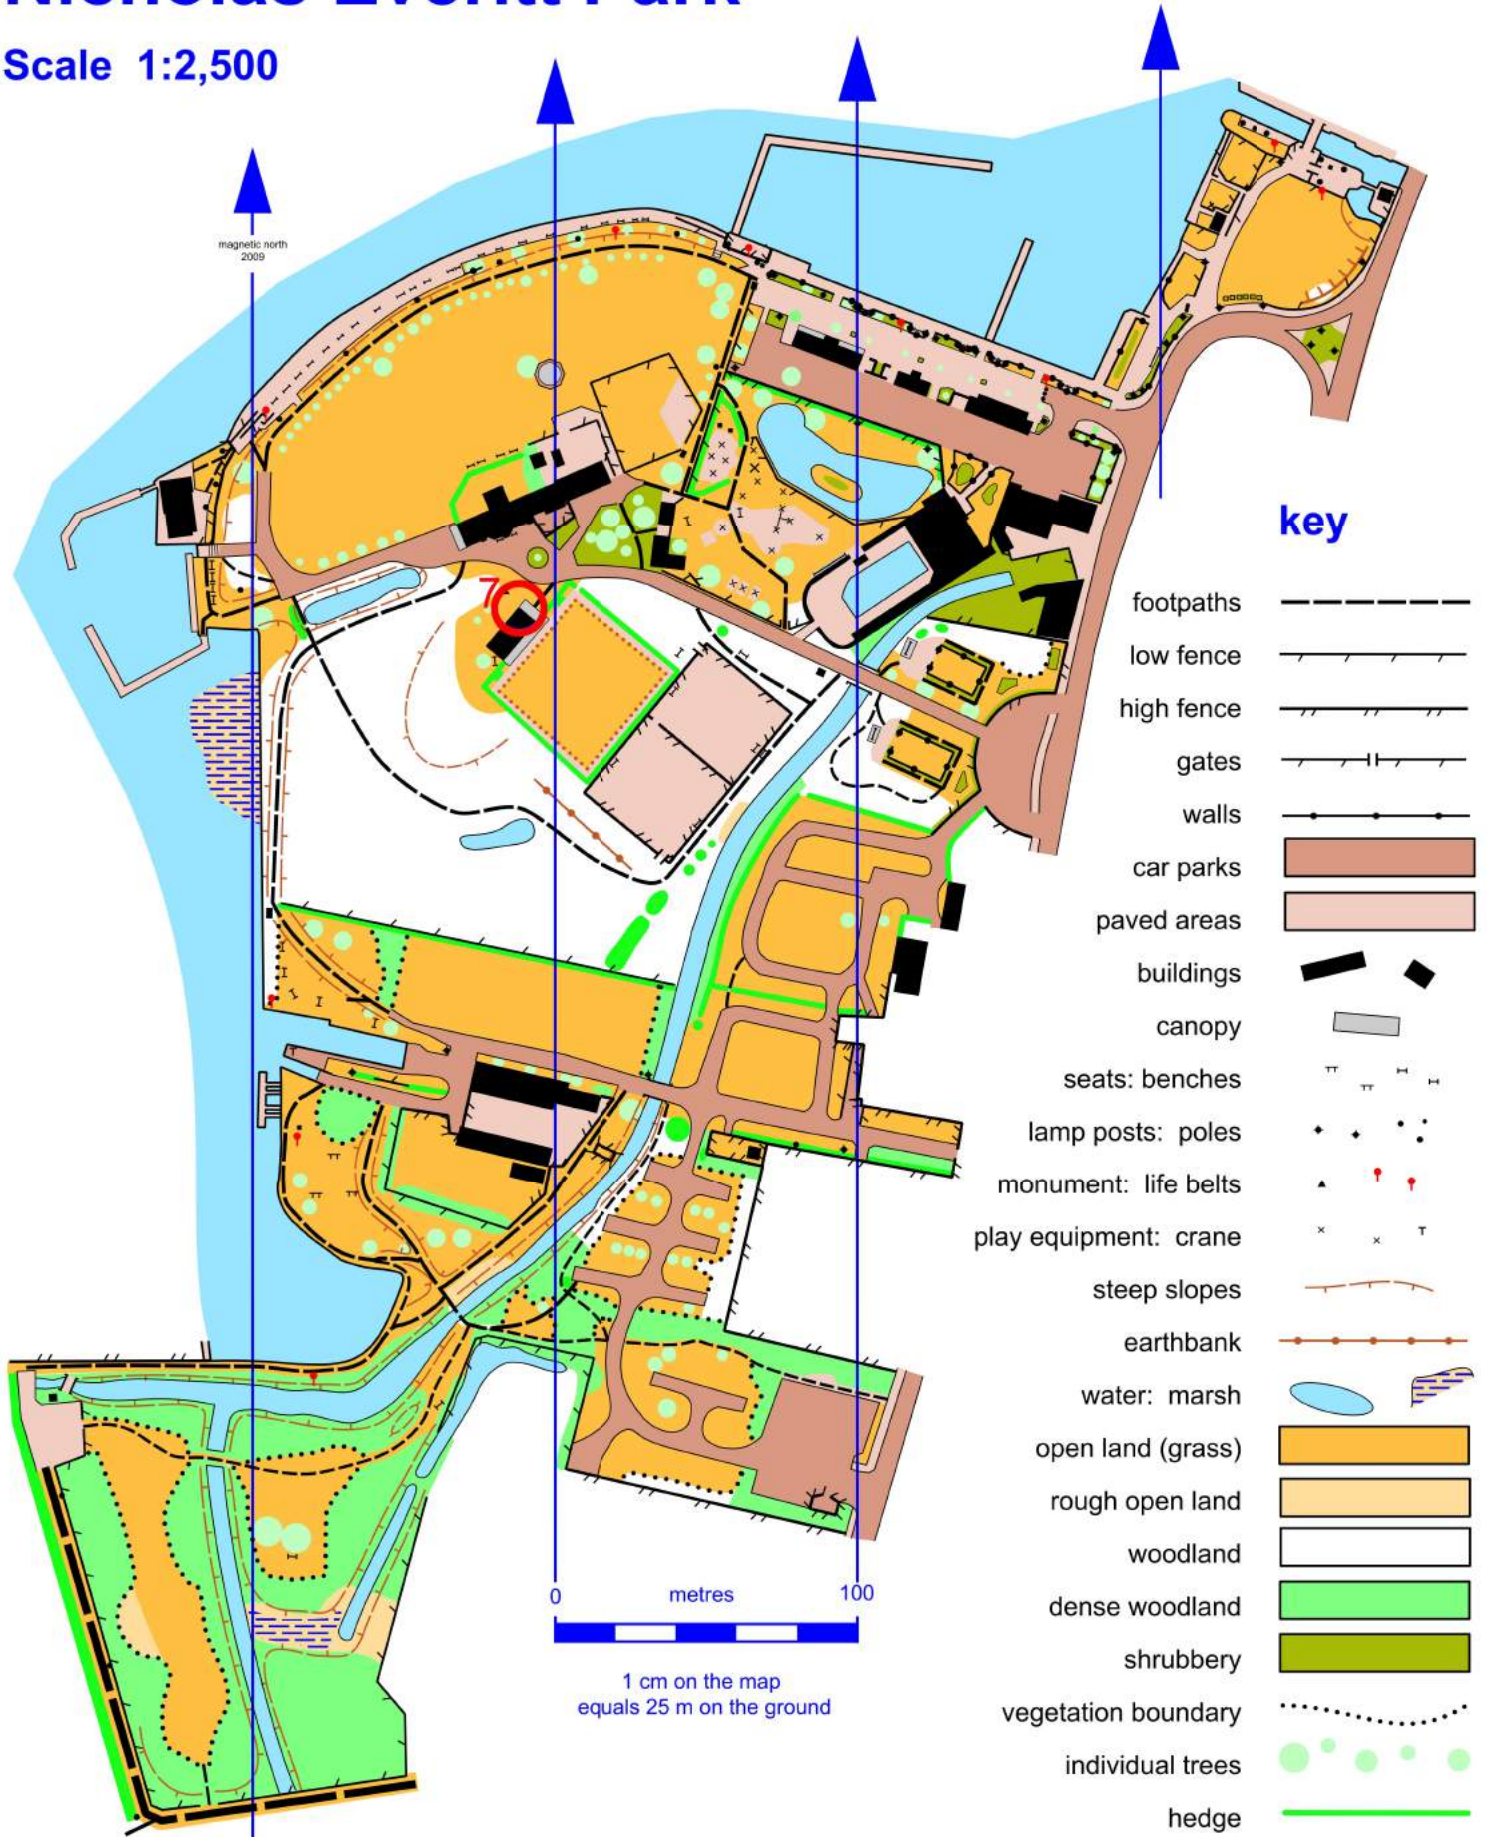 Scale 1:2,500
magnetic north
2009
7
key
footpaths
low fence
high fence
gates
walls
car parks
paved areas
buildings
canopy
seats: benches
lamp posts: poles
monument: life belts
play equipment: crane
steep slopes
earthbank
water: marsh
open land (grass)
rough open land
woodland
dense woodland
shrubbery
vegetation boundary
individual trees
hedge
0 metres 100
1 cm on the map
equals 25 m on the ground